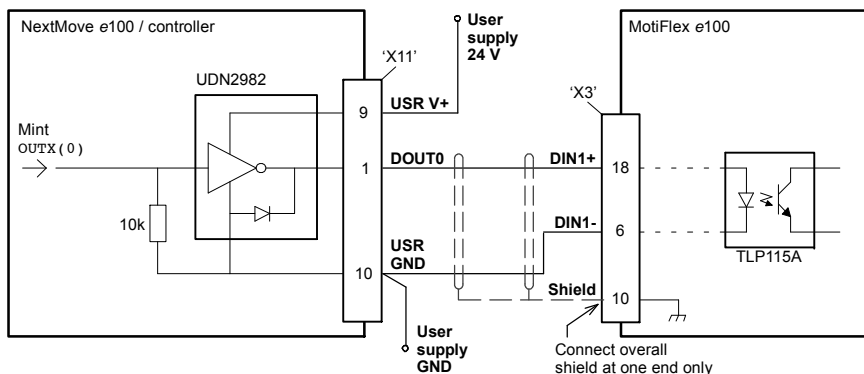 NextMove e100 / controller
User
supply
24 V
MotiFlex e100
'X11'
UDN2982
'X3'
USR V+
9
Mint
OUTX(0)
1
DOUT0
DIN1+
18
10k
DIN1-
6
USR
GND
TLP115A
10
Shield
10
User
supply
GND
Connect overall
shield at one end only